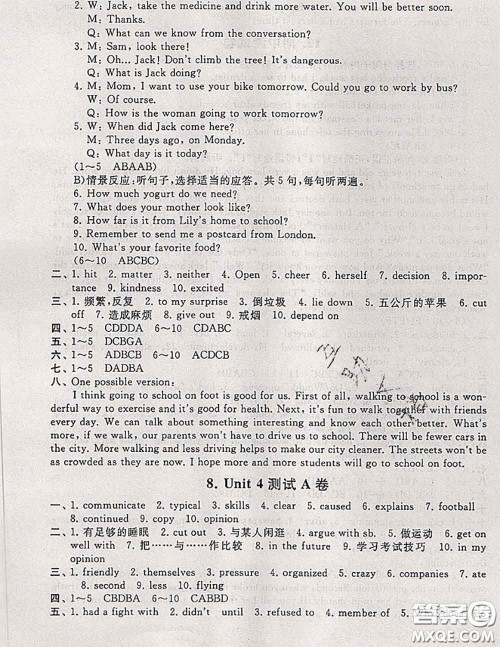 2. W: Jack, take the medicine and drink more water. You will be better soon.
M: Thanks.
Q: What can we know from the conversation?
3. M: Sam, look there!
M: Oh... Jack! Don't climb the tree! It's dangerous.
Q: What is Jack doing?
4. M: Mom, I want to use your bike tomorrow. Could you go to work by bus?
W: Of course.
Q: How is the woman going to work tomorrow?
5. W: When did Jack come here?
M: Three days ago, on Monday.
Q: What day is it today?
(1~5 ABAAB)
B)情景反应:听句子,选择适当的应答。共 5 句,每句听两遍。
6. How much yogurt do we need?
7. What does your mother look like?
8. How far is it from Lily's home to school?
9. Remember to send me a postcard from London.
10. What's your favorite food?
(6~10 ABCBC)
二、1. hit 2. matter 3. neither 4. Open 5. cheer 6. herself 7. decision 8. impor-
tance 9. kindness 10. excited
三、1. 频繁,反复 2. to my surprise 3. 倒垃圾 4. lie down 5. 五公斤的苹果 6. cut
off 7. 造成麻烦 8. give up 9. 戒烟 10. depend on
四、1~5 CDDDA 6~10 CDABC
五、1~5 DCBGA
六、1~5 ADBCB 6~10 ACDCB
七、1~5 DADBA
八、One possible version:
I think going to school on foot is good for us. First of all, walking to school is a won-
derful way to exercise and it's good for health. Next, it's fun to walk together with friends
every day. We can talk about something interesting and know each other better. What's
more, if we walk, our parents won't have to drive to school. There will be fewer cars in the
city. More walking and less driving helps to make our city cleaner. The streets won't be
as crowded as they are now. I hope more and more students will go to school on foot.
8. Unit 4 测试 A 卷
一、1. communicate 2. typical 3. skills 4. clear 5. caused 6. explains 7. football
8. continued 9. copy 10. opinion
二、1. 有足够的睡眠 2. cut out 3. 与某人闲逛 4. argue with sb. 5. 做运动 6. get on
well with 7. 把……与……作比较 8. in the future 9. 学习考试技巧 10. in my
opinion
三、1. friendly 2. themselves 3. pressure 4. organized 5. crazy 6. companies 7. ate
8. second 9. less 10. flying
四、1~5 CBDBA 6~10 CABBD
五、1. had a fight with 2. didn't until 3. refused to 4. member of 5.
答案圈
MXQE.COM